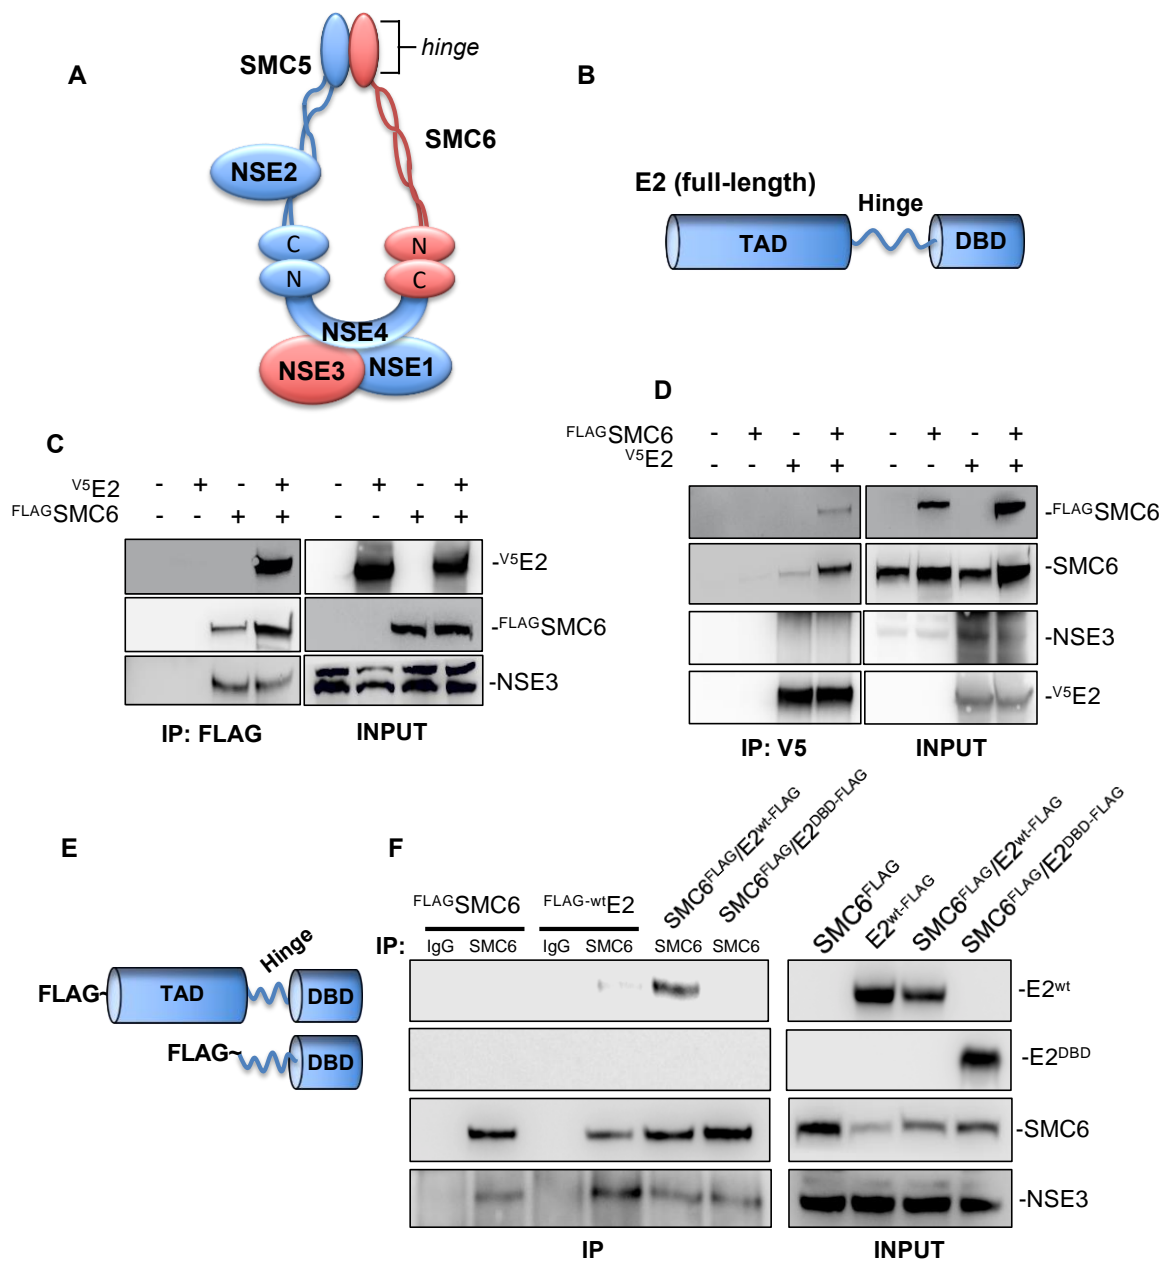 A
SMC5
hinge
SMC6
NSE2
C
N
N
C
NSE4
NSE3
NSE1
B
E2 (full-length)
Hinge
TAD
DBD
C
V5E2 - + - + - + - +
FLAGSMC6 - - + + - - + +
-V5E2
-FLAGSMC6
-NSE3
IP: FLAG
INPUT
D
FLAGSMC6 - + - + - + - +
V5E2 - - + + - - + +
-FLAGSMC6
-SMC6
-NSE3
-V5E2
IP: V5
INPUT
E
Hinge
FLAG~
TAD
DBD
FLAG~
DBD
F
FLAGSMC6
FLAG-wtE2
SMC6FLAG/E2wt-FLAG
SMC6FLAG/E2DBD-FLAG
SMC6FLAG
E2wt-FLAG
SMC6FLAG/E2wt-FLAG
SMC6FLAG/E2DBD-FLAG
IP: IgG SMC6 IgG SMC6 SMC6 SMC6
-E2wt
-E2DBD
-SMC6
-NSE3
IP
INPUT